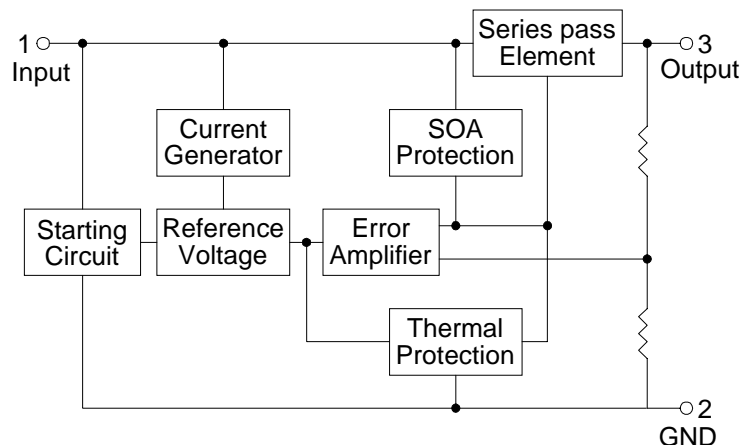 1
Input
Series pass
Element
3
Output
Current
Generator
SOA
Protection
Starting
Circuit
Reference
Voltage
Error
Amplifier
Thermal
Protection
2
GND